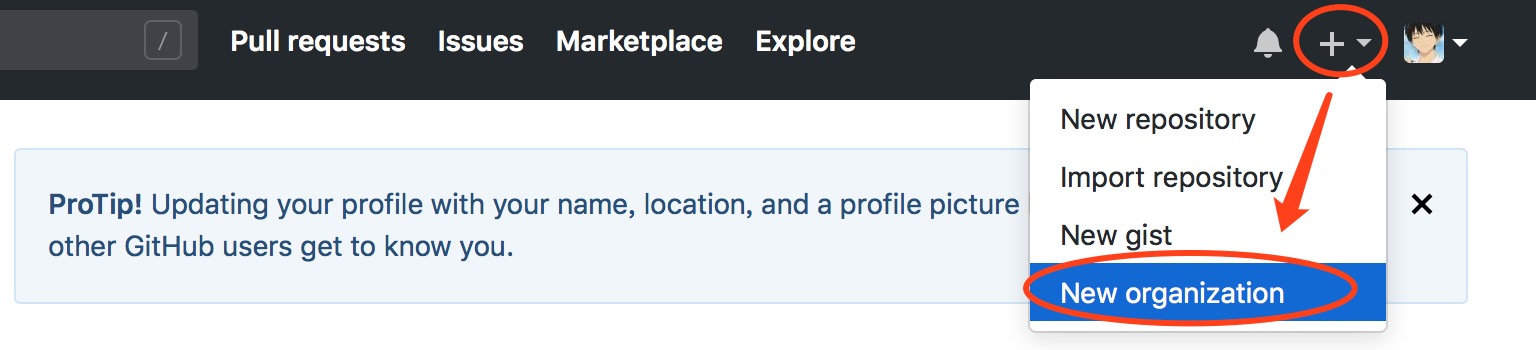 / Pull requests Issues Marketplace Explore
New repository
Import repository
New gist
New organization
ProTip! Updating your profile with your name, location, and a profile picture
other GitHub users get to know you.